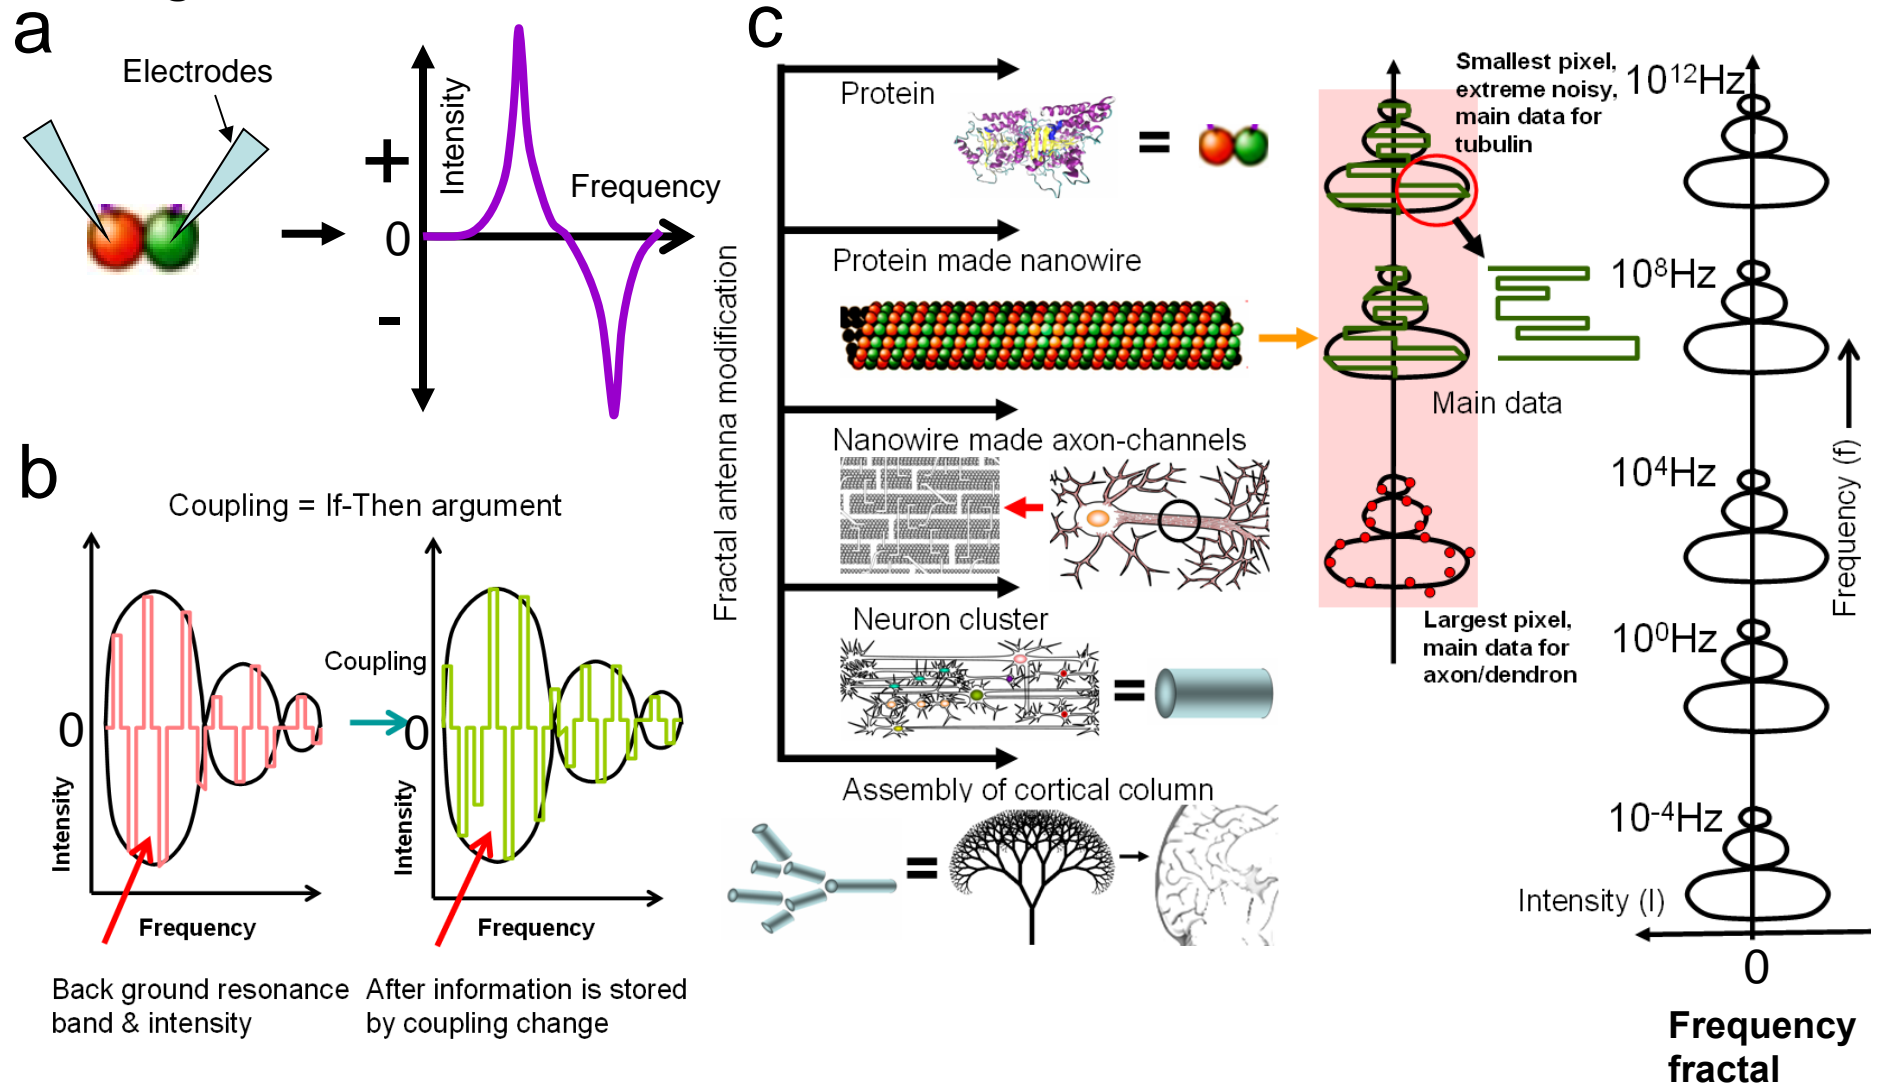 a
Electrodes
Intensity
+
Frequency
0
-
b
Coupling = If-Then argument
Coupling
0
0
Intensity
Intensity
Frequency
Frequency
Back ground resonance
band & intensity
After information is stored
by coupling change
c
Fractal antenna modification
Protein
=
Protein made nanowire
Nanowire made axon-channels
Neuron cluster
=
Assembly of cortical column
=
Smallest pixel,
extreme noisy,
main data for
tubulin
Main data
Largest pixel,
main data for
axon/dendron
10¹²Hz
10⁸Hz
10⁴Hz
10⁰Hz
10⁻⁴Hz
Frequency (f)
Intensity (I)
0
Frequency
fractal